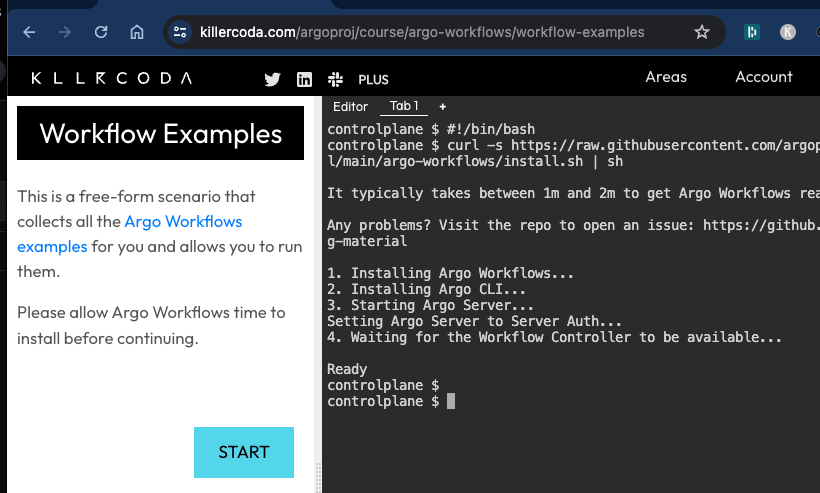 killercoda.com/argoproj/course/argo-workflows/workflow-examples
K
KLLRCODA
PLUS
Areas
Account
Workflow Examples
This is a free-form scenario that
collects all the Argo Workflows
examples for you and allows you to run
them.
Please allow Argo Workflows time to
install before continuing.
START
Editor
Tab 1
+
controlplane $ #!/bin/bash
controlplane $ curl -s https://raw.githubusercontent.com/argop
l/main/argo-workflows/install.sh | sh
It typically takes between 1m and 2m to get Argo Workflows rea
Any problems? Visit the repo to open an issue: https://github.
g-material
1. Installing Argo Workflows...
2. Installing Argo CLI...
3. Starting Argo Server...
Setting Argo Server to Server Auth...
4. Waiting for the Workflow Controller to be available...
Ready
controlplane $
controlplane $